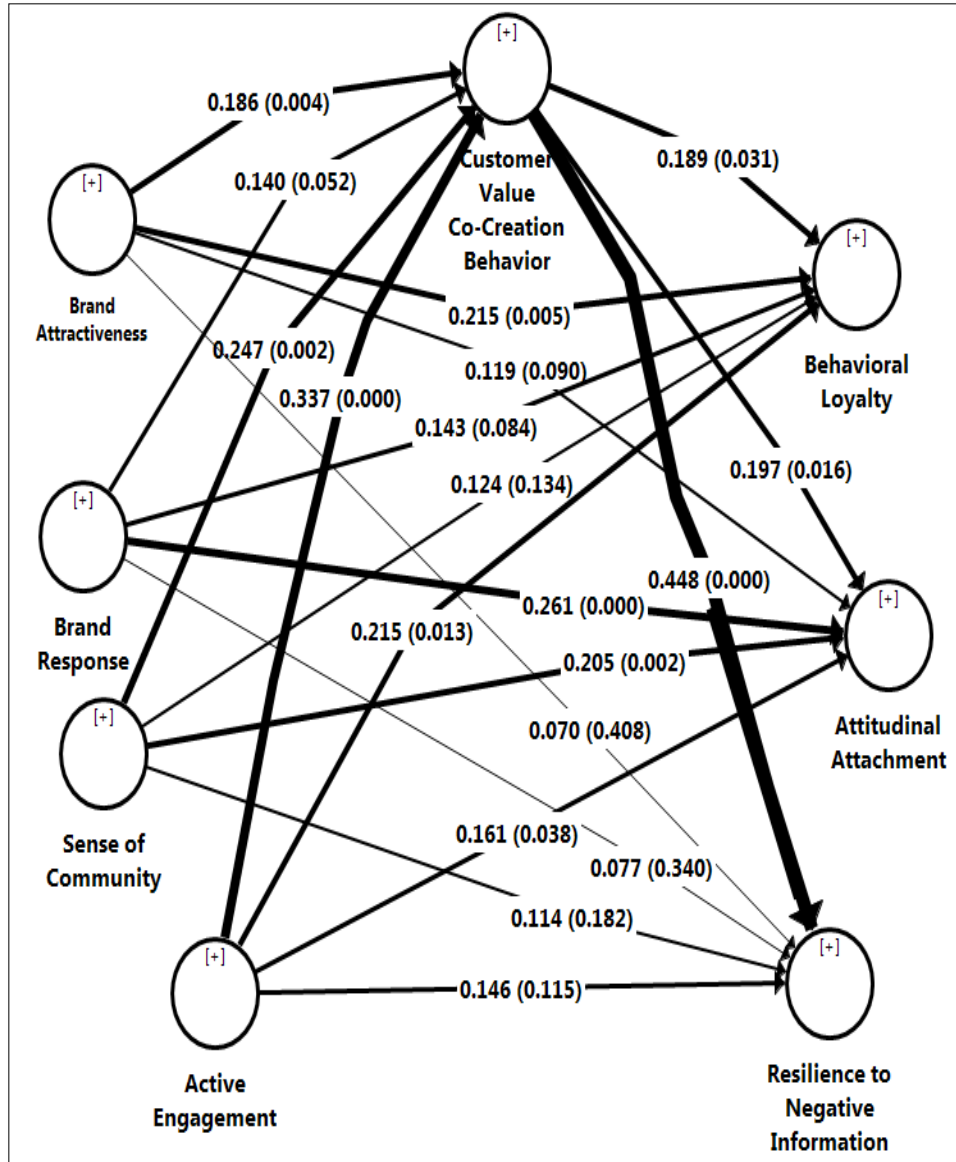 [+]
0.186 (0.004)
Customer
Value
Co-Creation
Behavior
0.189 (0.031)
0.140 (0.052)
[+]
Brand
Attractiveness
[+]
Behavioral
Loyalty
0.215 (0.005)
0.247 (0.002)
0.119 (0.090)
0.337 (0.000)
0.143 (0.084)
0.124 (0.134)
0.197 (0.016)
[+]
Brand
Response
0.448 (0.000)
0.261 (0.000)
[+]
Attitudinal
Attachment
0.215 (0.013)
0.205 (0.002)
[+]
Sense of
Community
0.070 (0.408)
0.161 (0.038)
0.077 (0.340)
0.114 (0.182)
[+]
Active
Engagement
0.146 (0.115)
[+]
Resilience to
Negative
Information